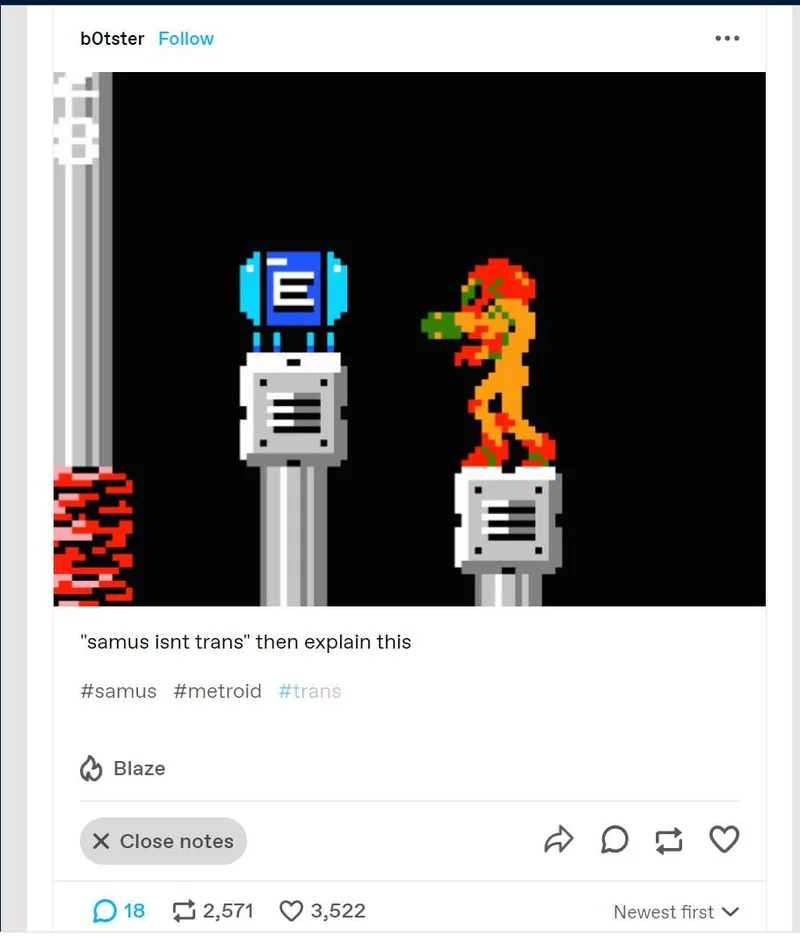 b0tster Follow
8
E
"samus isnt trans" then explain this
#samus #metroid #trans
Blaze
Close notes
18 2,571 3,522
Newest first